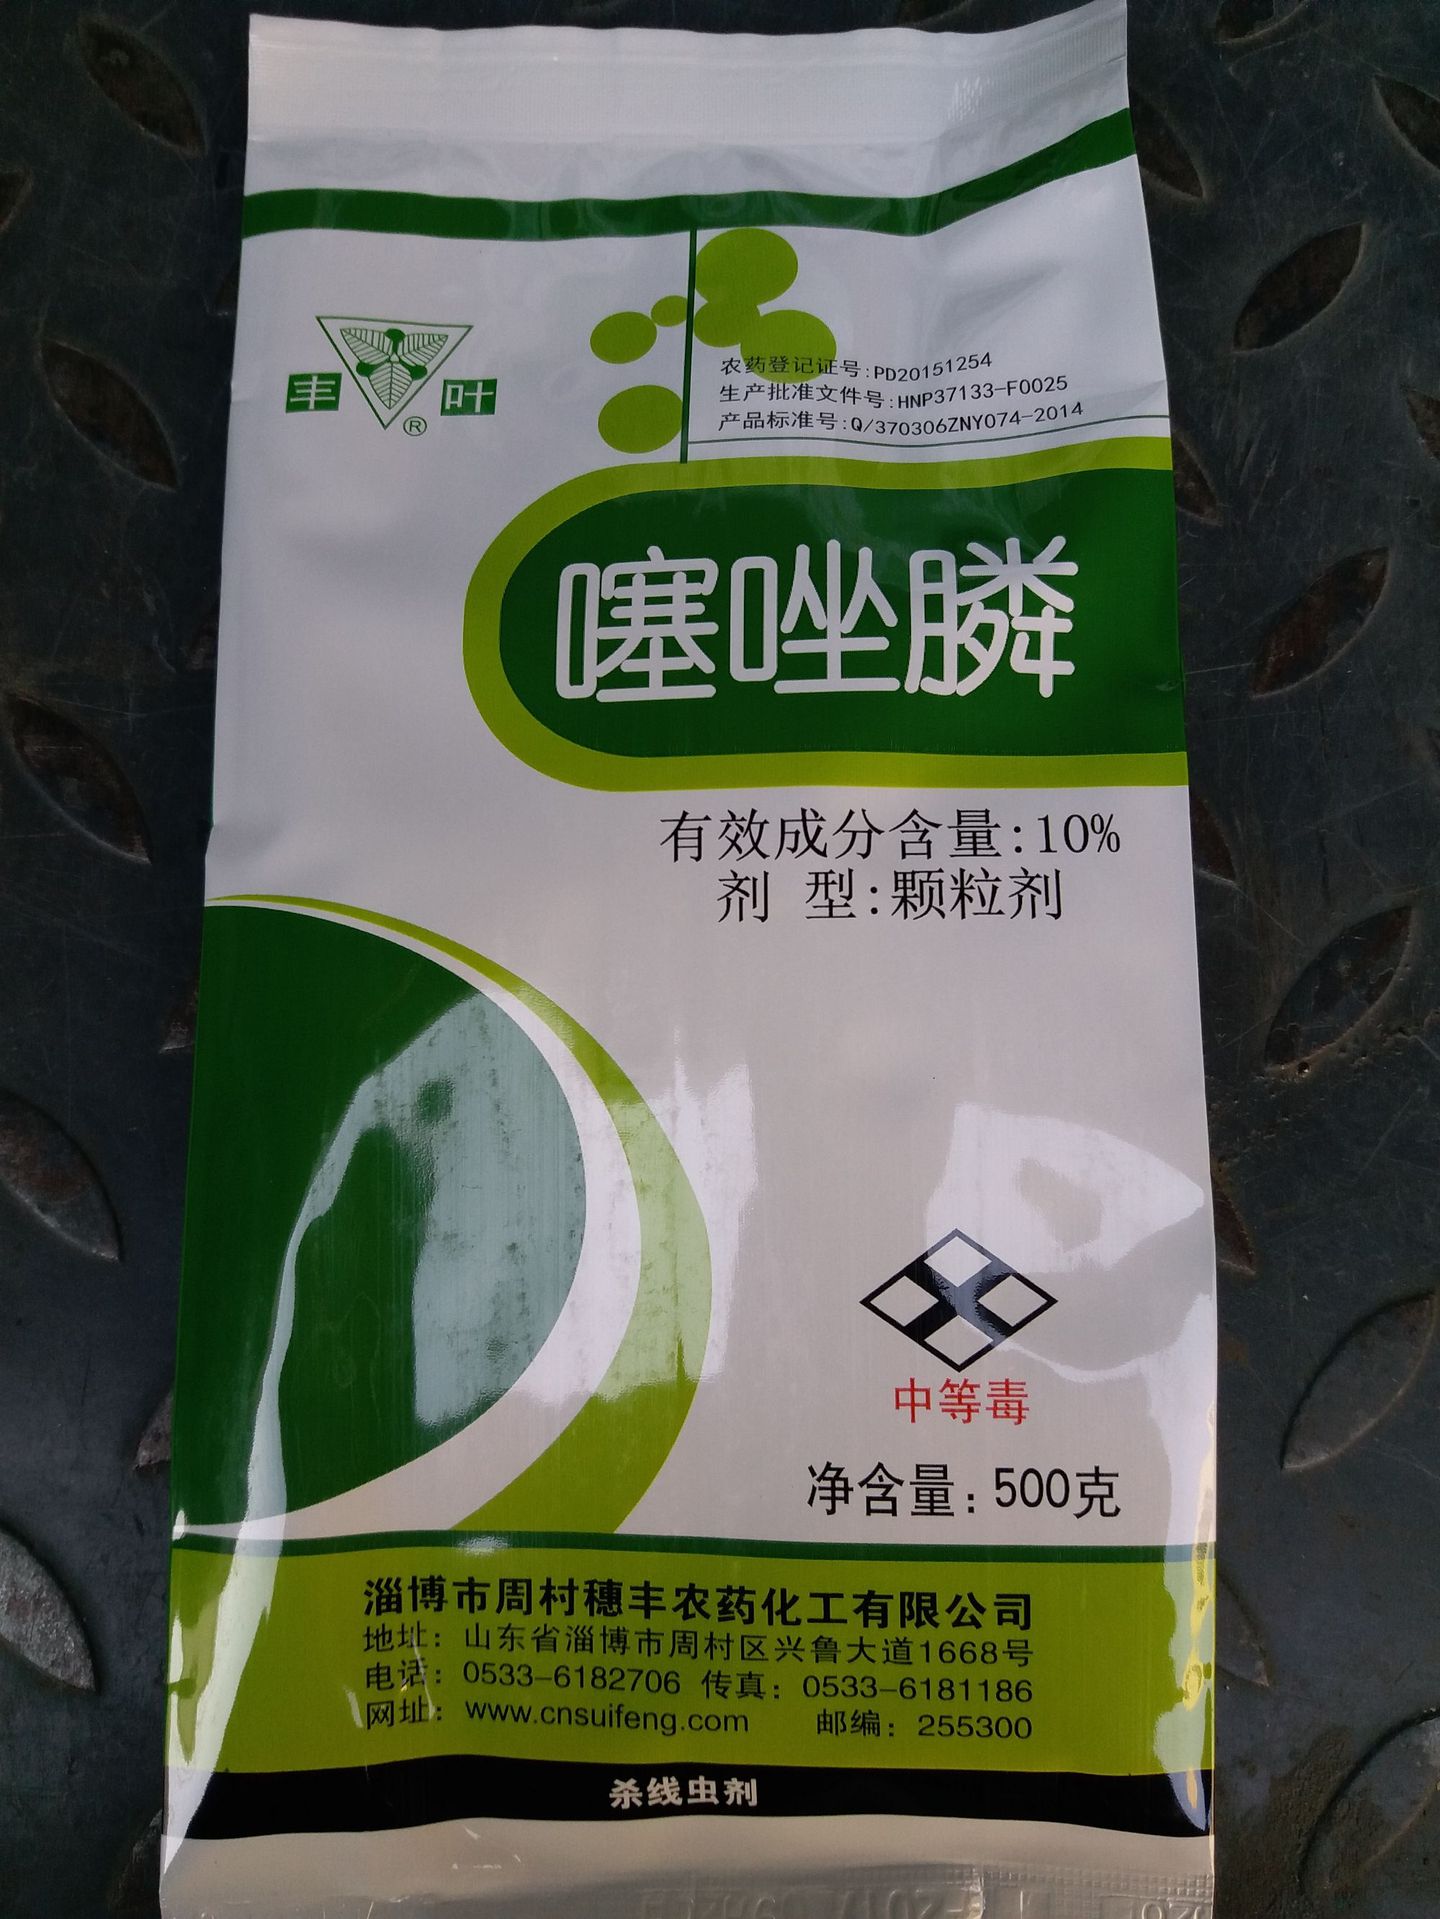 丰 叶 ®
农药登记证号:PD20151254
生产批准文件号:HNP37133-F0025
产品标准号:Q/370306ZNY074-2014
噻唑膦
有效成分含量:10%
剂 型:颗粒剂
中等毒
净含量: 500克
淄博市周村穗丰农药化工有限公司
地址: 山东省淄博市周村区兴鲁大道1668号
电话: 0533-6182706 传真: 0533-6181186
网址: www.cnsuifeng.com 邮编: 255300
杀线虫剂